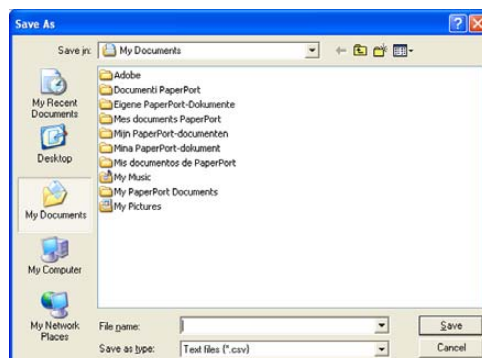 Save As
Save in:
My Documents
My Recent
Documents
Desktop
My Documents
My Computer
My Network
Places
Adobe
Documenti PaperPort
Eigene PaperPort-Dokumente
Mes documents PaperPort
Mijn PaperPort-documenten
Mina PaperPort-dokument
Mis documentos de PaperPort
My Music
My PaperPort Documents
My Pictures
File name:
Save
Save as type:
Text files (*.csv)
Cancel